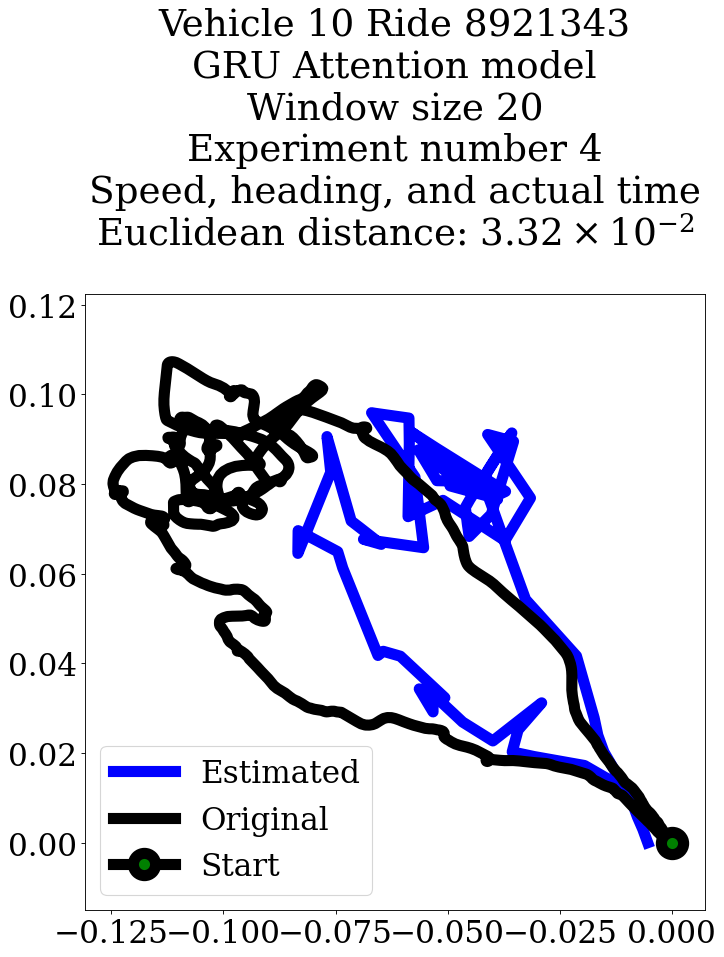 Vehicle 10 Ride 8921343
GRU Attention model
Window size 20
Experiment number 4
Speed, heading, and actual time
Euclidean distance: 3.32 × 10⁻²
0.12
0.10
0.08
0.06
0.04
0.02
0.00
Estimated
Original
Start
−0.125 −0.100 −0.075 −0.050 −0.025 0.000